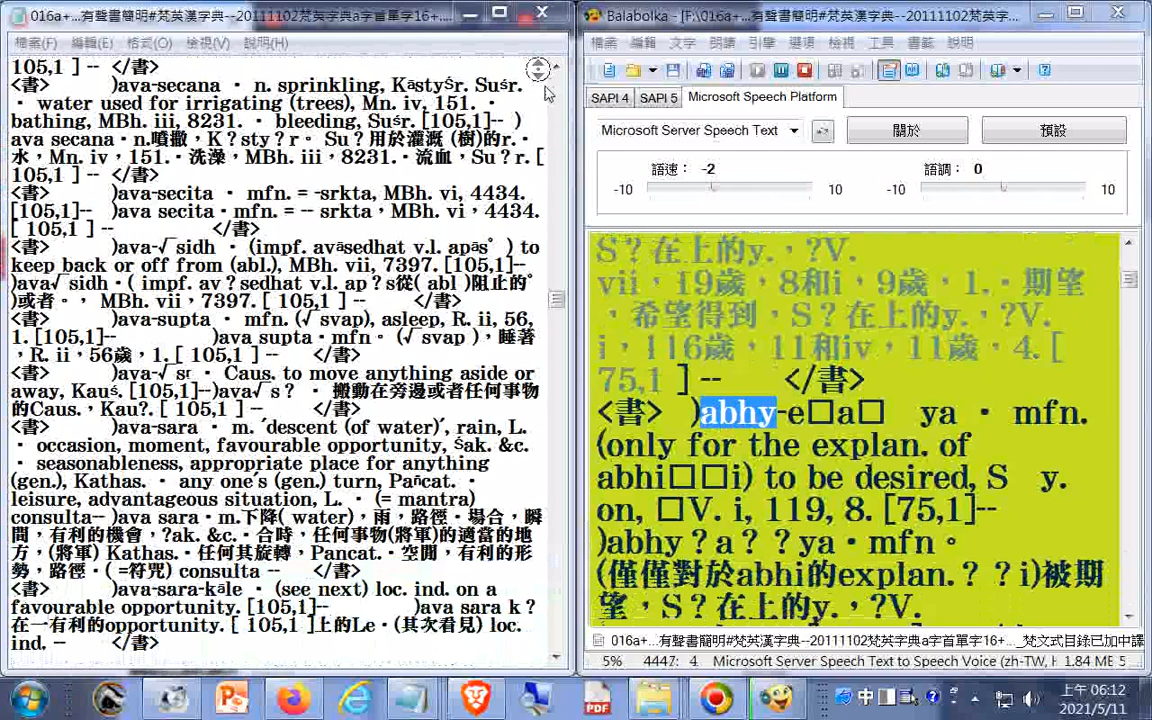 016a+...有聲書簡明#梵英漢字典--20111102梵英字典a字首單字16+...
檔案(F) 編輯(E) 格式(O) 檢視(V) 說明(H)
105,1 ] -- </書>
<書> )ava-secana · n. sprinkling, KātyŚr. Suśr.
· water used for irrigating (trees), Mn. iv, 151. ·
bathing, MBh. iii, 8231. · bleeding, Suśr. [105,1]-- )
ava secana·n.噴撒,K?sty?r。Su?用於灌溉 (樹)的r.·
水,Mn. iv,151.·洗澡,MBh. iii,8231.·流血,Su?r. [
105,1 ] -- </書>
<書> )ava-secita · mfn. = -srkta, MBh. vi, 4434.
[105,1]-- )ava secita·mfn. = -- srkta,MBh. vi,4434.
[ 105,1 ] -- </書>
<書> )ava-√sidh · (impf. avāsedhat v.l. apās°) to
keep back or off from (abl.), MBh. vii, 7397. [105,1]--
)ava√sidh·( impf. av?sedhat v.l. ap?s從( abl )阻止的°
)或者。, MBh. vii,7397. [ 105,1 ] -- </書>
<書> )ava-supta · mfn. (√svap), asleep, R. ii, 56,
1. [105,1]-- )ava supta·mfn。(√svap ),睡著
,R. ii,56歲,1. [ 105,1 ] -- </書>
<書> )ava-√sṛ · Caus. to move anything aside or
away, Kauś. [105,1]--)ava√s?· 搬動在旁邊或者任何事物
的Caus.,Kau?. [ 105,1 ] -- </書>
<書> )ava-sara · m. 'descent (of water)', rain, L.
· occasion, moment, favourable opportunity, śak. &c.
· seasonableness, appropriate place for anything
(gen.), Kathas. · any one's (gen.) turn, Pañcat. ·
leisure, advantageous situation, L. · (= mantra)
consulta-- )ava sara·m.下降( water),雨,路徑·場合,瞬
間,有利的機會,?ak. &c.·合時,任何事物(將軍)的適當的地
方,(將軍) Kathas.·任何其旋轉,Pancat.·空閒,有利的形
勢,路徑·( =符咒) consulta -- </書>
<書> )ava-sara-kāle · (see next) loc. ind. on a
favourable opportunity. [105,1]-- )ava sara k?
在一有利的opportunity. [ 105,1 ]上的Le·(其次看見) loc.
ind. -- </書>
Balabolka - [F:\016a+...有聲書簡明#梵英漢字典--20111102梵英字...
檔案 編輯 文字 朗讀 引擎 選項 檢視 工具 書籤 說明
SAPI 4 SAPI 5 Microsoft Speech Platform
Microsoft Server Speech Text 關於 預設
語速: -2 語調: 0
-10 10 -10 10
S?在上的y.,?V.
vii,19歲,8和i,9歲,1.·期望
,希望得到,S?在上的y.,?V.
i,116歲,11和iv,11歲,4. [
75,1 ] -- </書>
<書> )abhy-e□a□ ya · mfn.
(only for the explan. of
abhi□□i) to be desired, S y.
on, □V. i, 119, 8. [75,1]--
)abhy?a??ya·mfn。
(僅僅對於abhi的explan.??i)被期
望,S?在上的y.,?V.
016a+...有聲書簡明#梵英漢字典--20111102梵英字典a字首單字16+..._梵文式目錄已加中譯
5% 4447: 4 Microsoft Server Speech Text to Speech Voice (zh-TW, H 1.84 MB 5
PDF 中 上午 06:12
2021/5/11